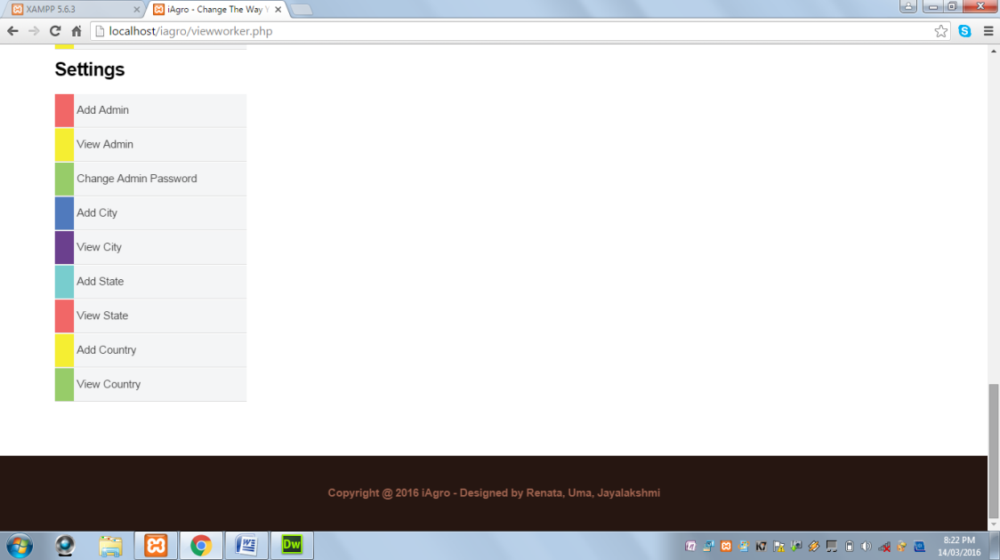 XAMPP 5.6.3
iAgro - Change The Way Y
localhost/iagro/viewworker.php
Settings
Add Admin
View Admin
Change Admin Password
Add City
View City
Add State
View State
Add Country
View Country
Copyright @ 2016 iAgro - Designed by Renata, Uma, Jayalakshmi
Dw
8:22 PM
14/03/2016